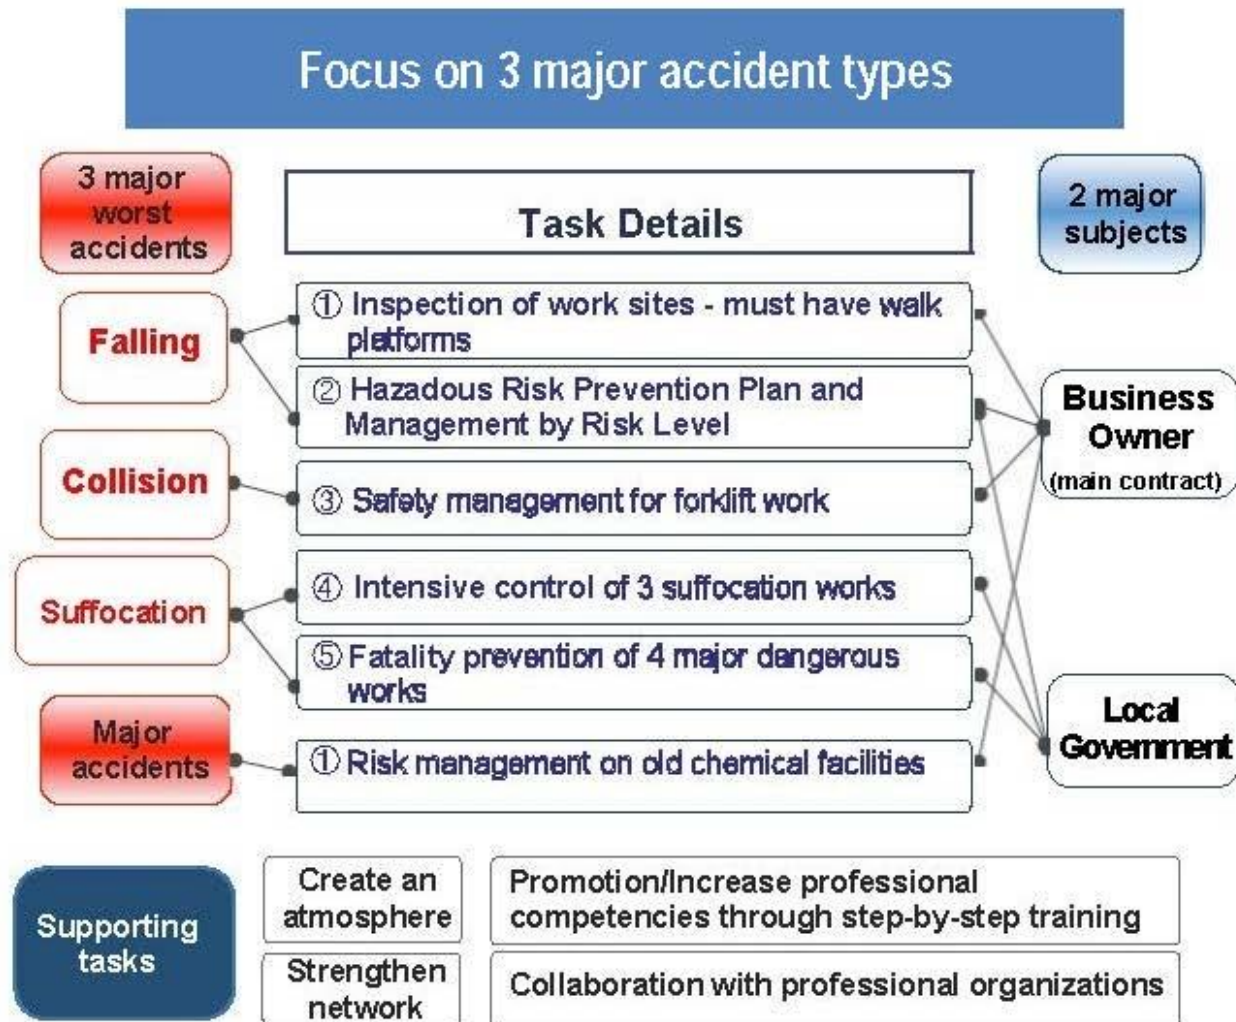 Focus on 3 major accident types
3 major
worst
accidents
Task Details
2 major
subjects
Falling
① Inspection of work sites - must have walk
platforms
② Hazadous Risk Prevention Plan and
Management by Risk Level
Business
Owner
(main contract)
Collision
③ Safety management for forklift work
Suffocation
④ Intensive control of 3 suffocation works
⑤ Fatality prevention of 4 major dangerous
works
Local
Government
Major
accidents
① Risk management on old chemical facilities
Supporting
tasks
Create an
atmosphere
Promotion/Increase professional
competencies through step-by-step training
Strengthen
network
Collaboration with professional organizations